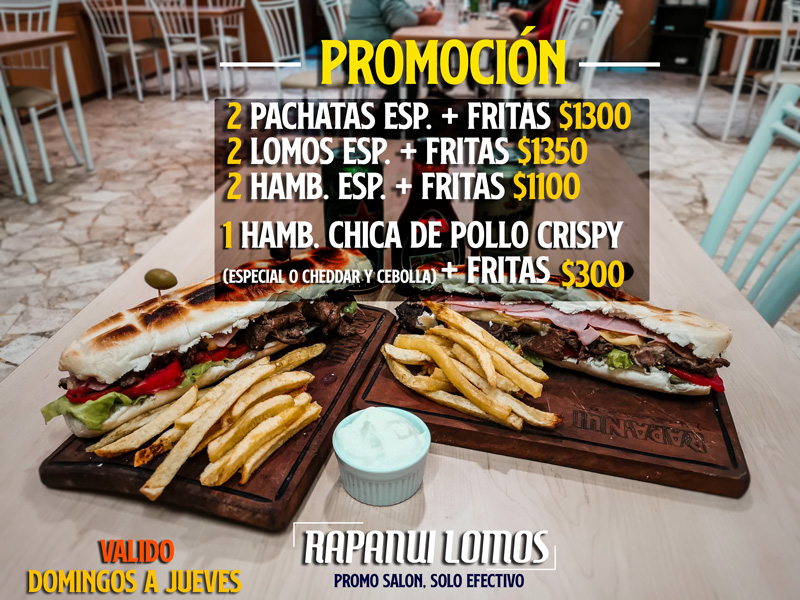 PROMOCIÓN
2 PACHATAS ESP. + FRITAS $1300
2 LOMOS ESP. + FRITAS $1350
2 HAMB. ESP. + FRITAS $1100
1 HAMB. CHICA DE POLLO CRISPY
(ESPECIAL O CHEDDAR Y CEBOLLA) + FRITAS $300
RAPANUI
VALIDO
DOMINGOS A JUEVES
RAPANUI LOMOS
PROMO SALON, SOLO EFECTIVO